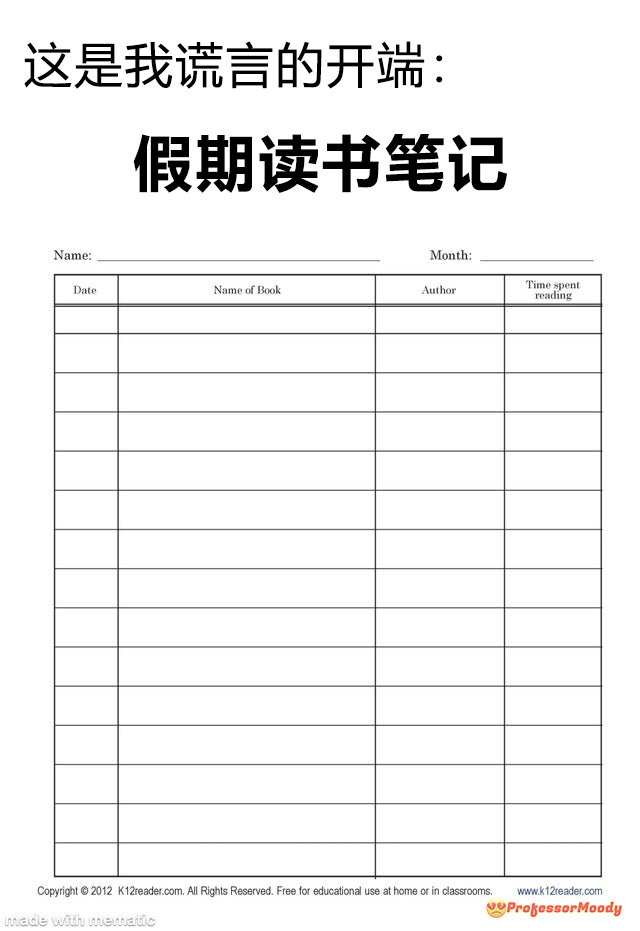 这是我谎言的开端：
假期读书笔记
Name: Month:
Date Name of Book Author Time spent
reading
Copyright © 2012 K12reader.com. All Rights Reserved. Free for educational use at home or in classrooms. www.k12reader.com
made with mematic
ProfessorMoody